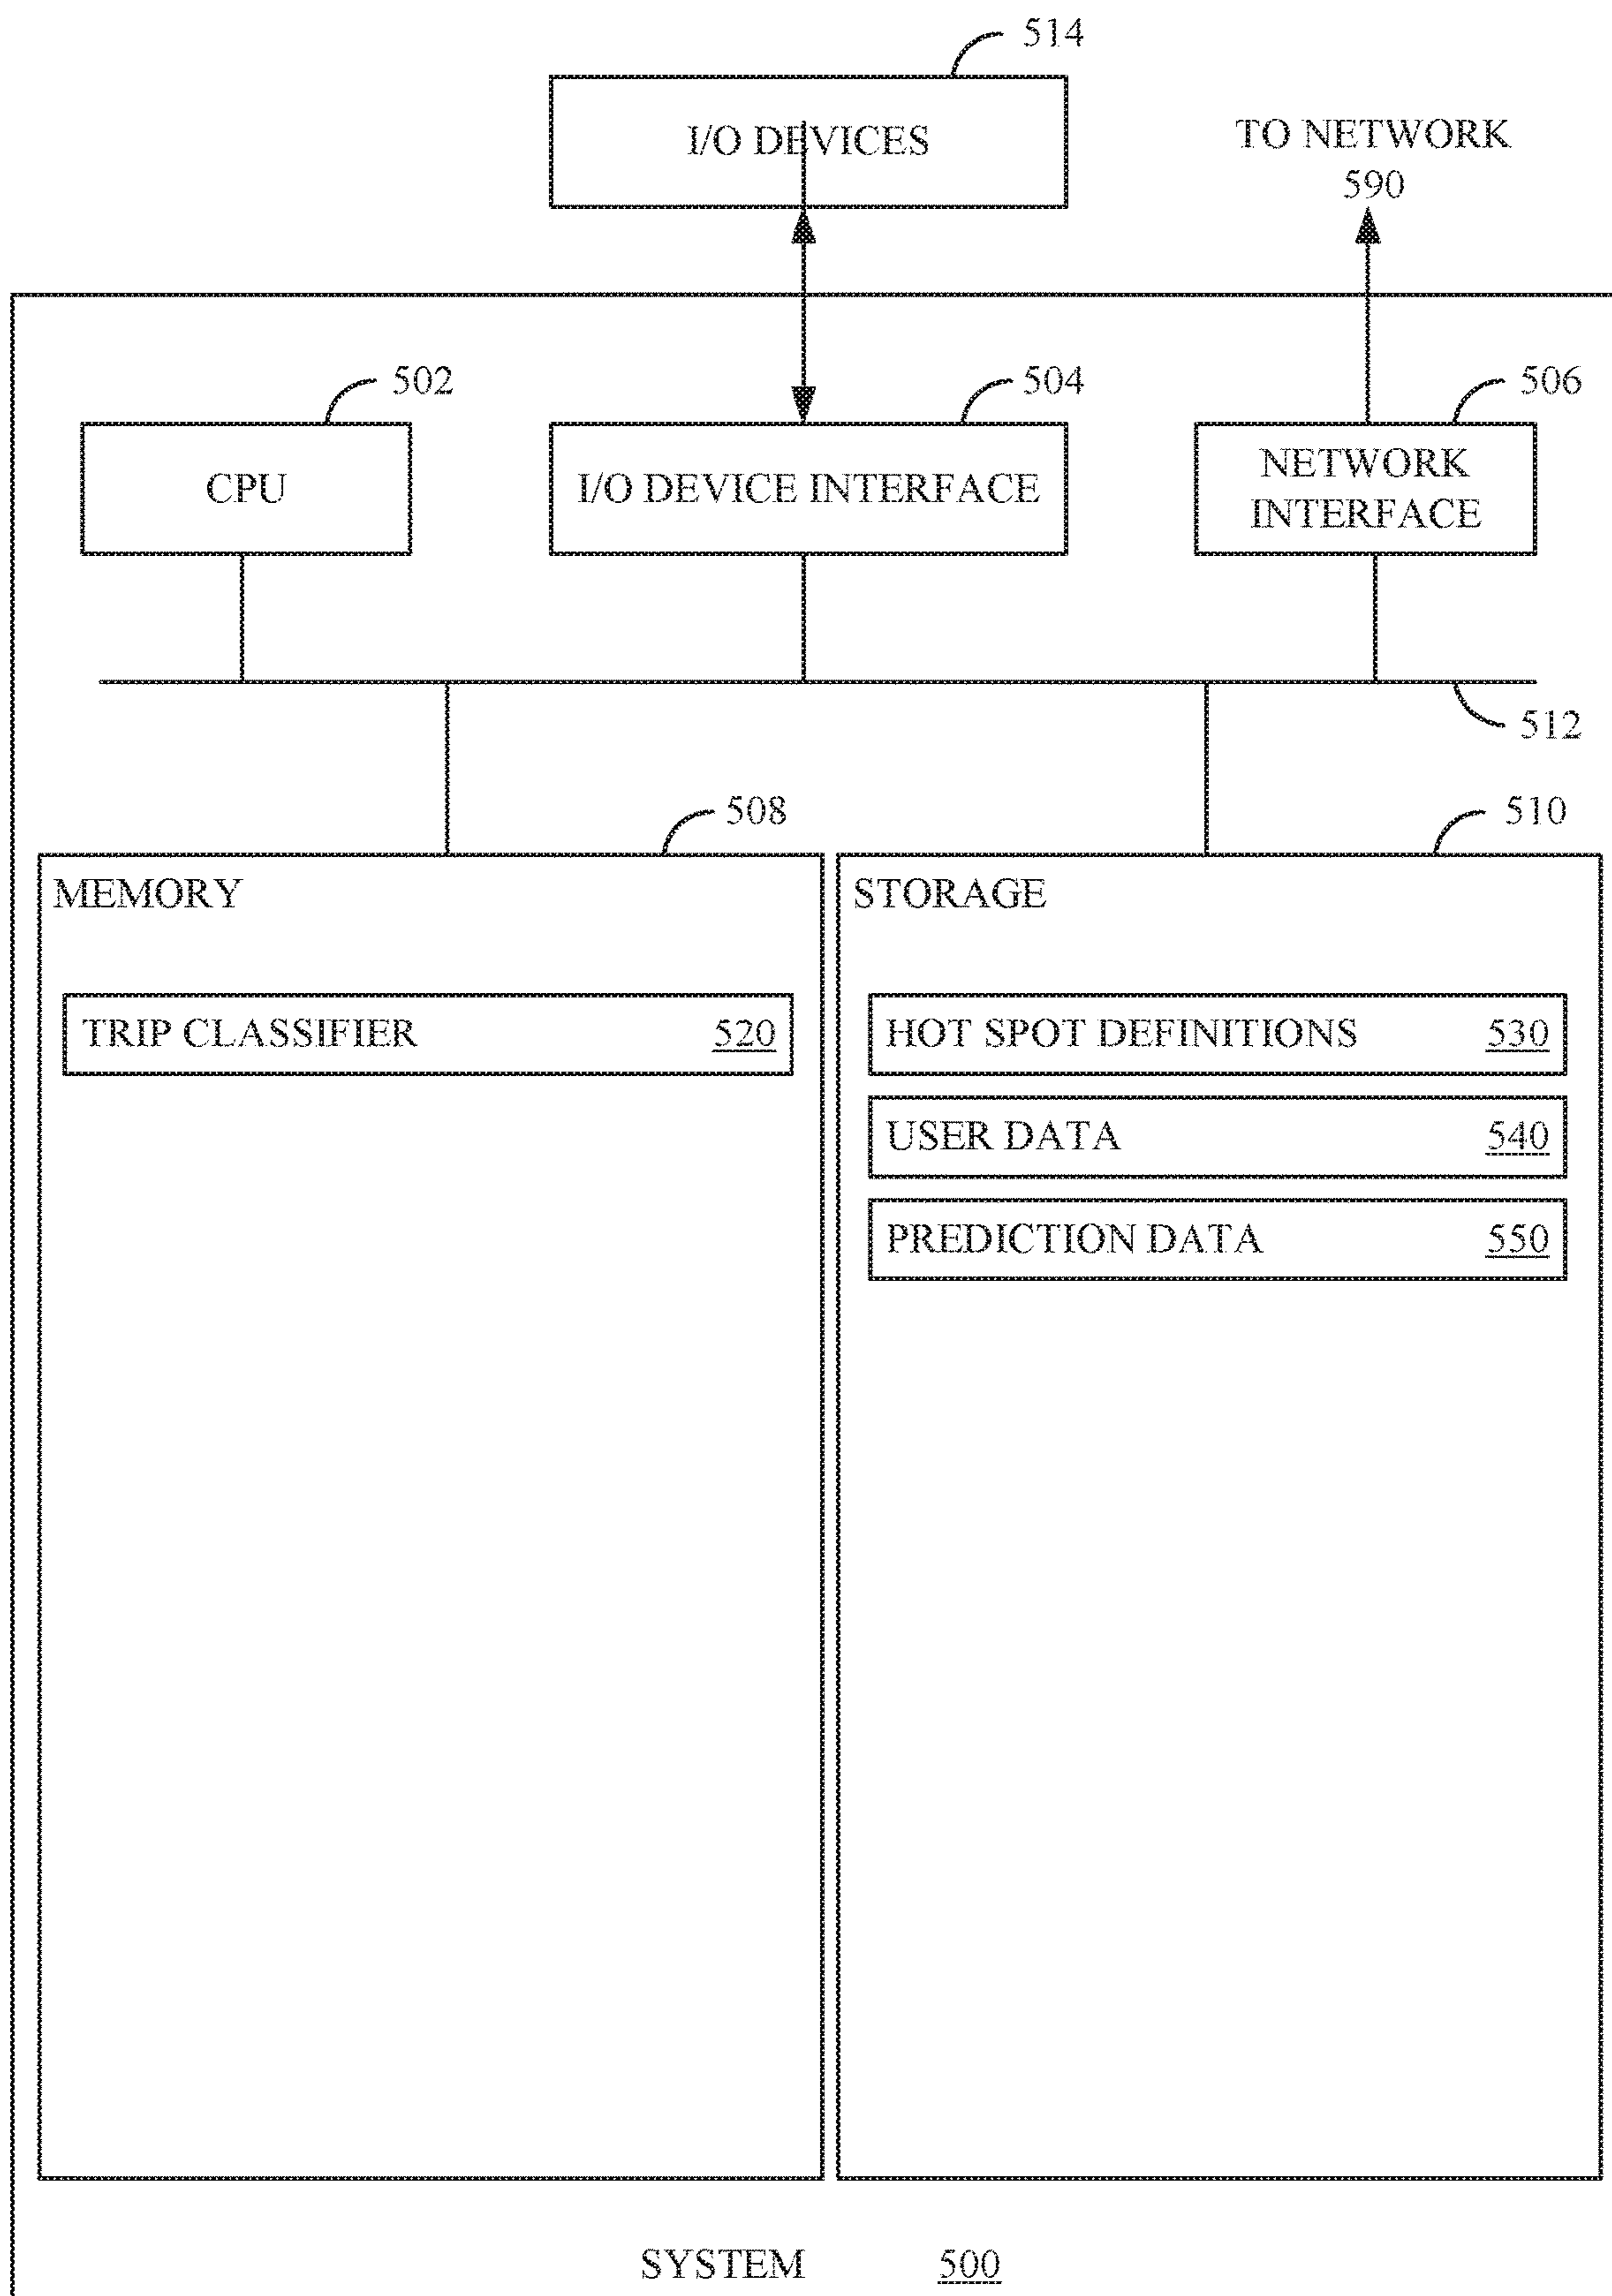 514
I/O DEVICES
TO NETWORK
590
502
504
506
CPU
I/O DEVICE INTERFACE
NETWORK
INTERFACE
512
508
510
MEMORY
STORAGE
TRIP CLASSIFIER 520
HOT SPOT DEFINITIONS 530
USER DATA 540
PREDICTION DATA 550
SYSTEM 500